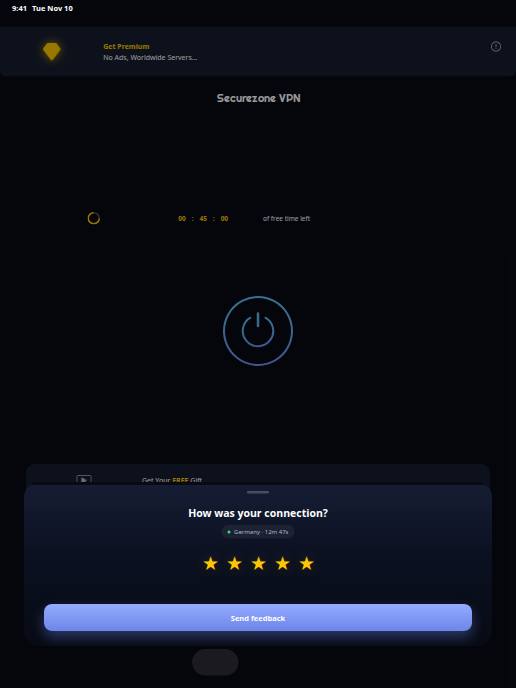 9:41 Tue Nov 10
Get Premium
No Ads, Worldwide Servers...
Securezone VPN
00 : 45 : 00 of free time left
Get Your FREE Gift
How was your connection?
Germany · 12m 47s
Send feedback